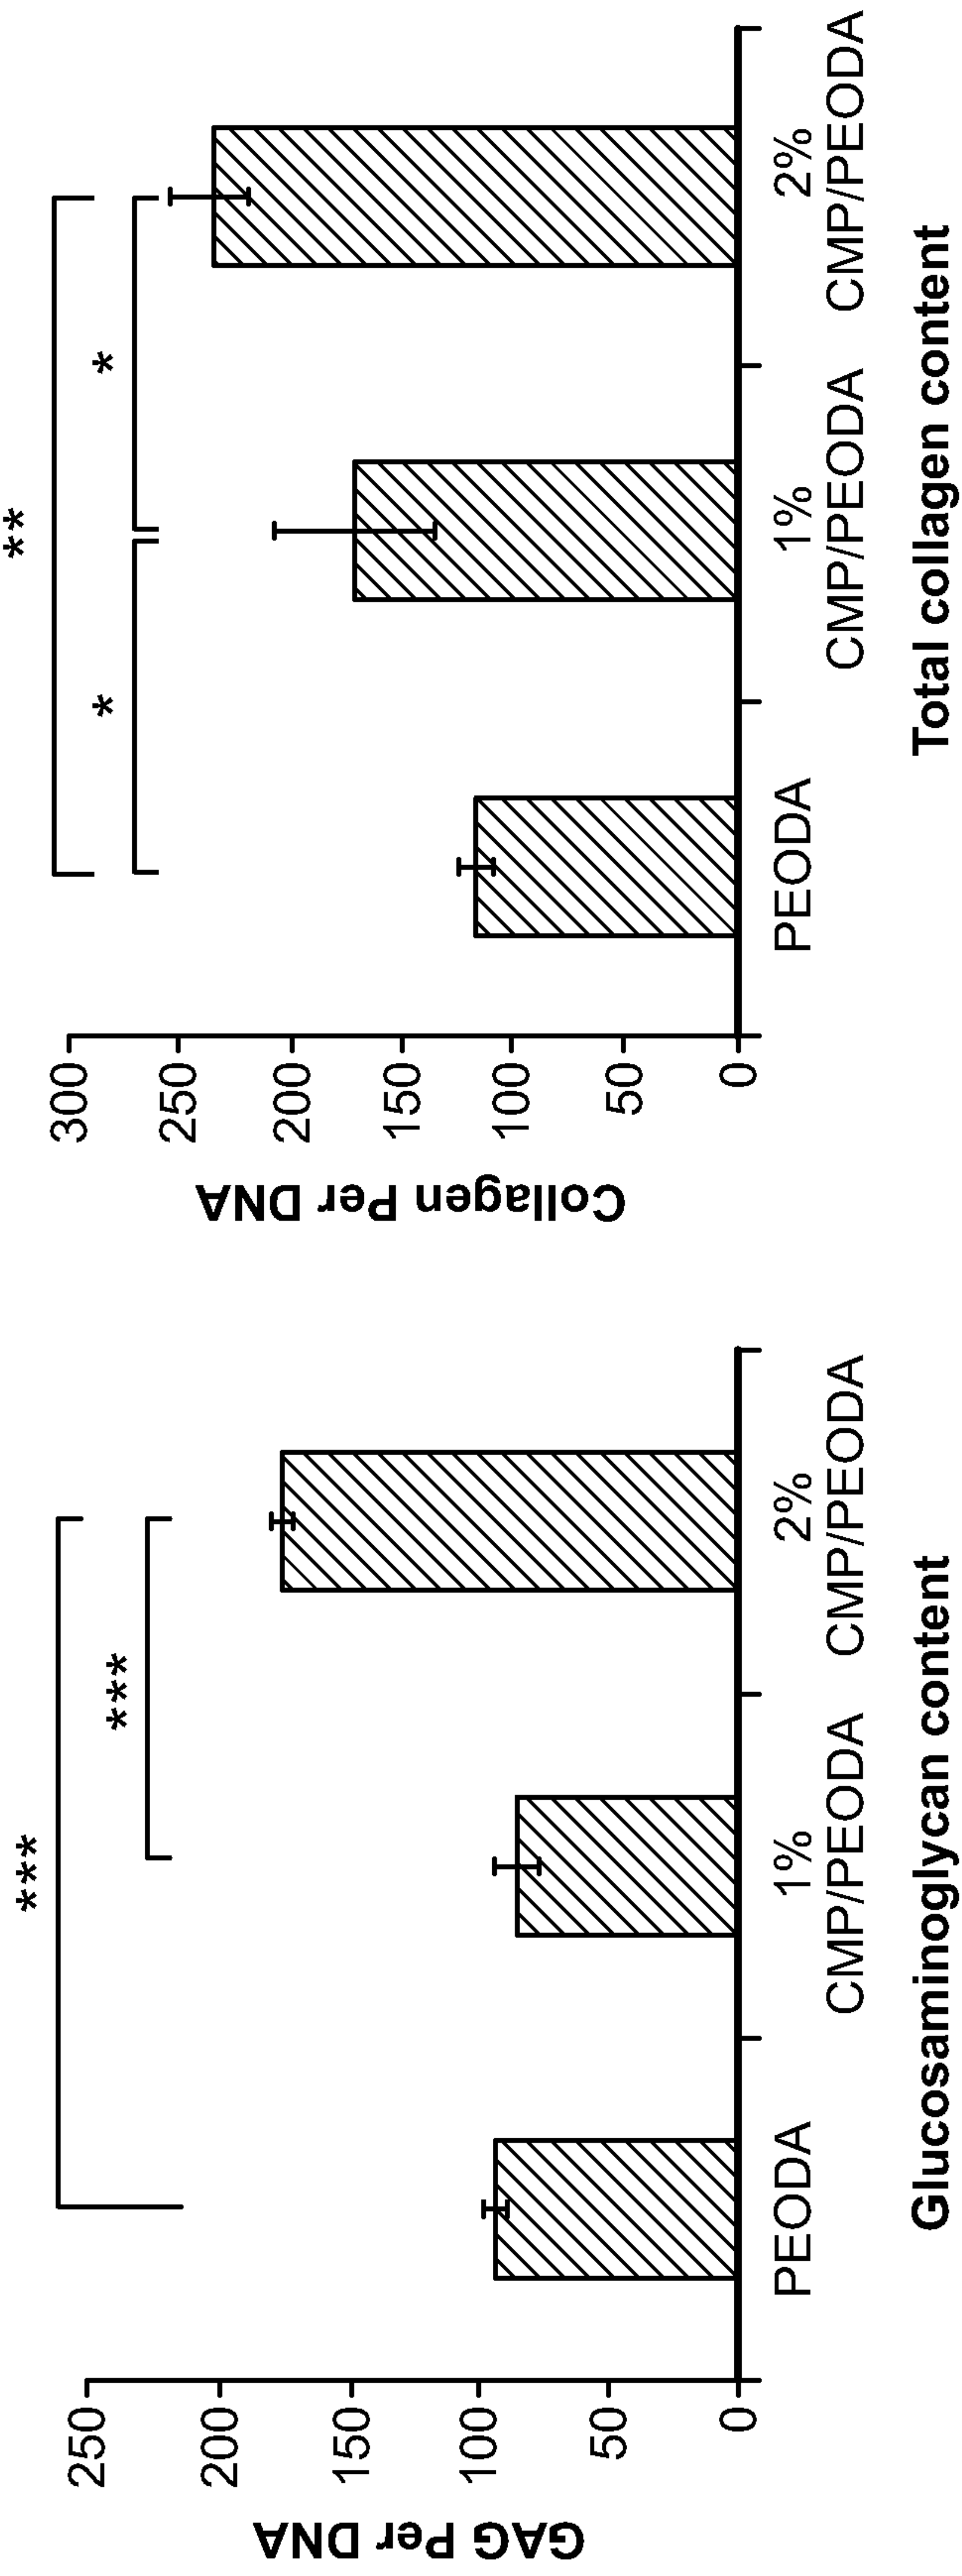 ***
***
250
200
150
100
50
0
GAG Per DNA
PEODA
1%
CMP/PEODA
2%
CMP/PEODA
Glucosaminoglycan content
**
*
*
300
250
200
150
100
50
0
Collagen Per DNA
PEODA
1%
CMP/PEODA
2%
CMP/PEODA
Total collagen content